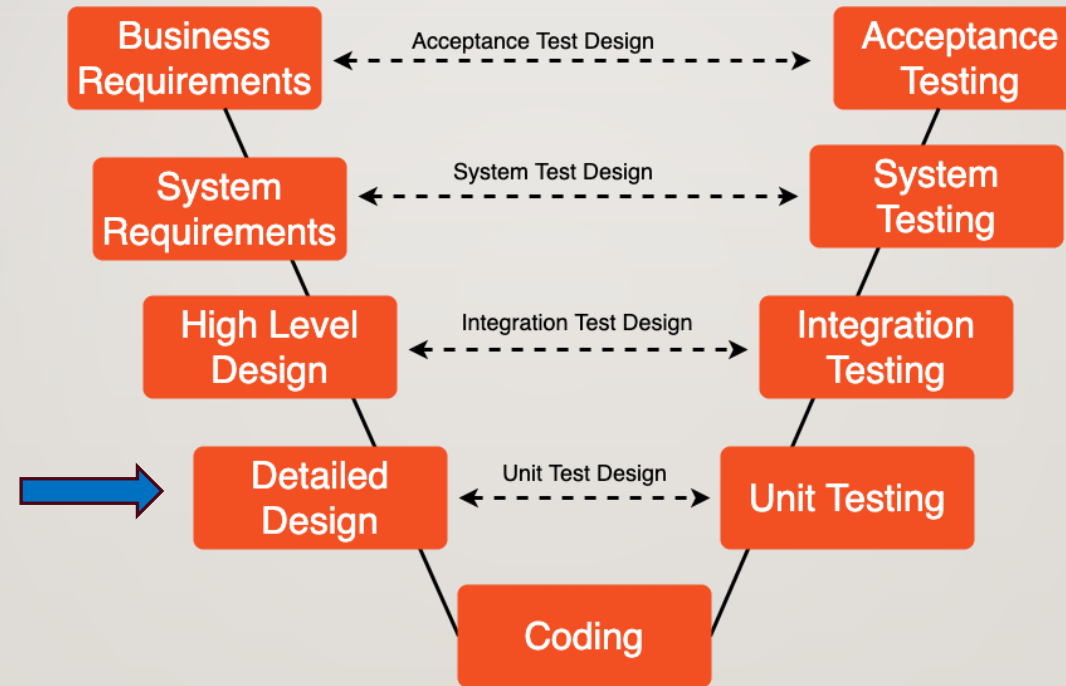 Business
Requirements
Acceptance Test Design
Acceptance
Testing
System
Requirements
System Test Design
System
Testing
High Level
Design
Integration Test Design
Integration
Testing
Detailed
Design
Unit Test Design
Unit Testing
Coding